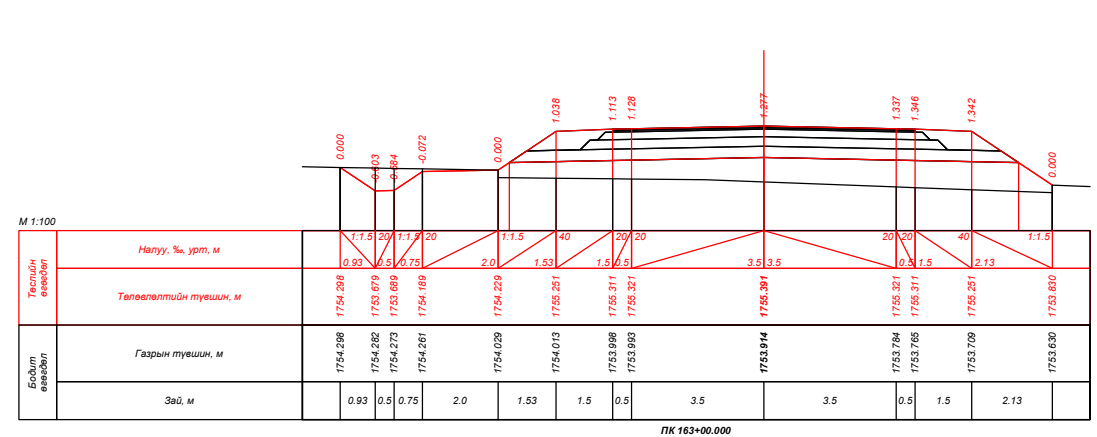 0.000 0.603 0.584 -0.072 0.000 1.038 1.113 1.128 1.277 1.337 1.346 1.342 0.000
М 1:100
Төслийн өгөгдөл
Налуу, ‰, урт, м
1:1.5 20 1:1.5 20 1:1.5 40 20 20 20 20 40 1:1.5
0.93 0.5 0.75 2.0 1.53 1.5 0.5 3.5 3.5 0.5 1.5 2.13
Төлөвлөлтийн түвшин, м
1754.298 1753.679 1753.689 1754.189 1754.229 1755.251 1755.311 1755.321 1755.391 1755.321 1755.311 1755.251 1753.830
Бодит өгөгдөл
Газрын түвшин, м
1754.298 1754.282 1754.273 1754.261 1754.029 1754.013 1753.998 1753.993 1753.914 1753.784 1753.765 1753.709 1753.630
Зай, м
0.93 0.5 0.75 2.0 1.53 1.5 0.5 3.5 3.5 0.5 1.5 2.13
ПК 163+00.000